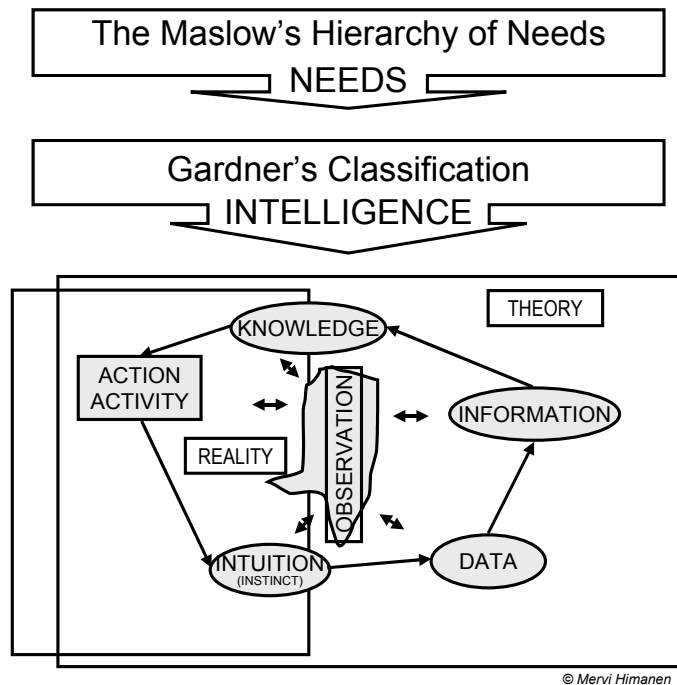 The Maslow's Hierarchy of Needs
NEEDS
Gardner's Classification
INTELLIGENCE
THEORY
KNOWLEDGE
ACTION
ACTIVITY
OBSERVATION
INFORMATION
REALITY
INTUITION
(INSTINCT)
DATA
© Mervi Himanen